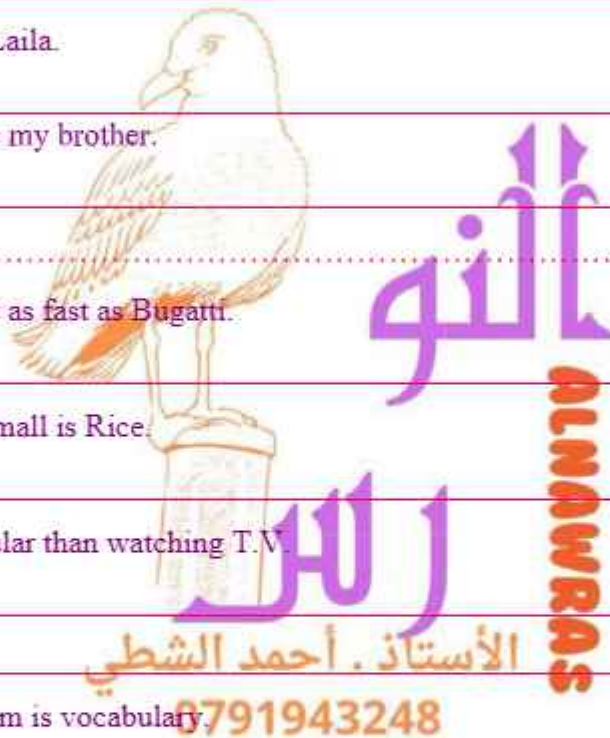 Laila.
my brother.
as fast as Bugatti.
mall is Rice.
النو
رس
ALNAWRAS
lar than watching T.V.
الأستاذ . أحمد الشطي
m is vocabulary.
0791943248